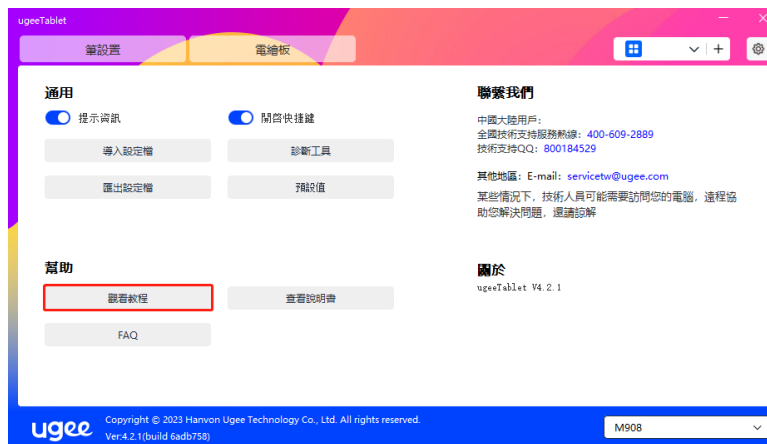 ugeeTablet
筆設置
電繪板
通用
提示資訊
開啓快捷鍵
導入設定檔
診斷工具
匯出設定檔
預設值
幫助
觀看教程
查看說明書
FAQ
聯繫我們
中國大陸用戶：
全國技術支持服務熱線：400-609-2889
技術支持QQ：800184529
其他地區：E-mail：servicetw@ugee.com
某些情況下，技術人員可能需要訪問您的電腦，遠程協
助您解決問題，還請諒解
關於
ugeeTablet V4.2.1
ugee
Copyright © 2023 Hanvon Ugee Technology Co., Ltd. All rights reserved.
Ver:4.2.1(build 6adb758)
M908